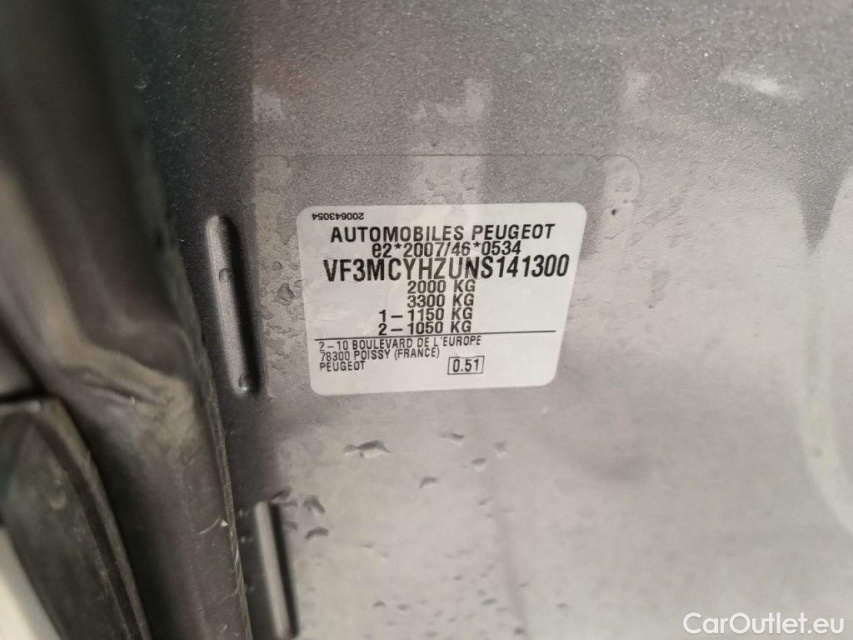 200643054
AUTOMOBILES PEUGEOT
e2*2007/46*0534
VF3MCYHZUNS141300
2000 KG
3300 KG
1-1150 KG
2-1050 KG
2-10 BOULEVARD DE L'EUROPE
78300 POISSY (FRANCE)
PEUGEOT
0.51
CarOutlet.eu